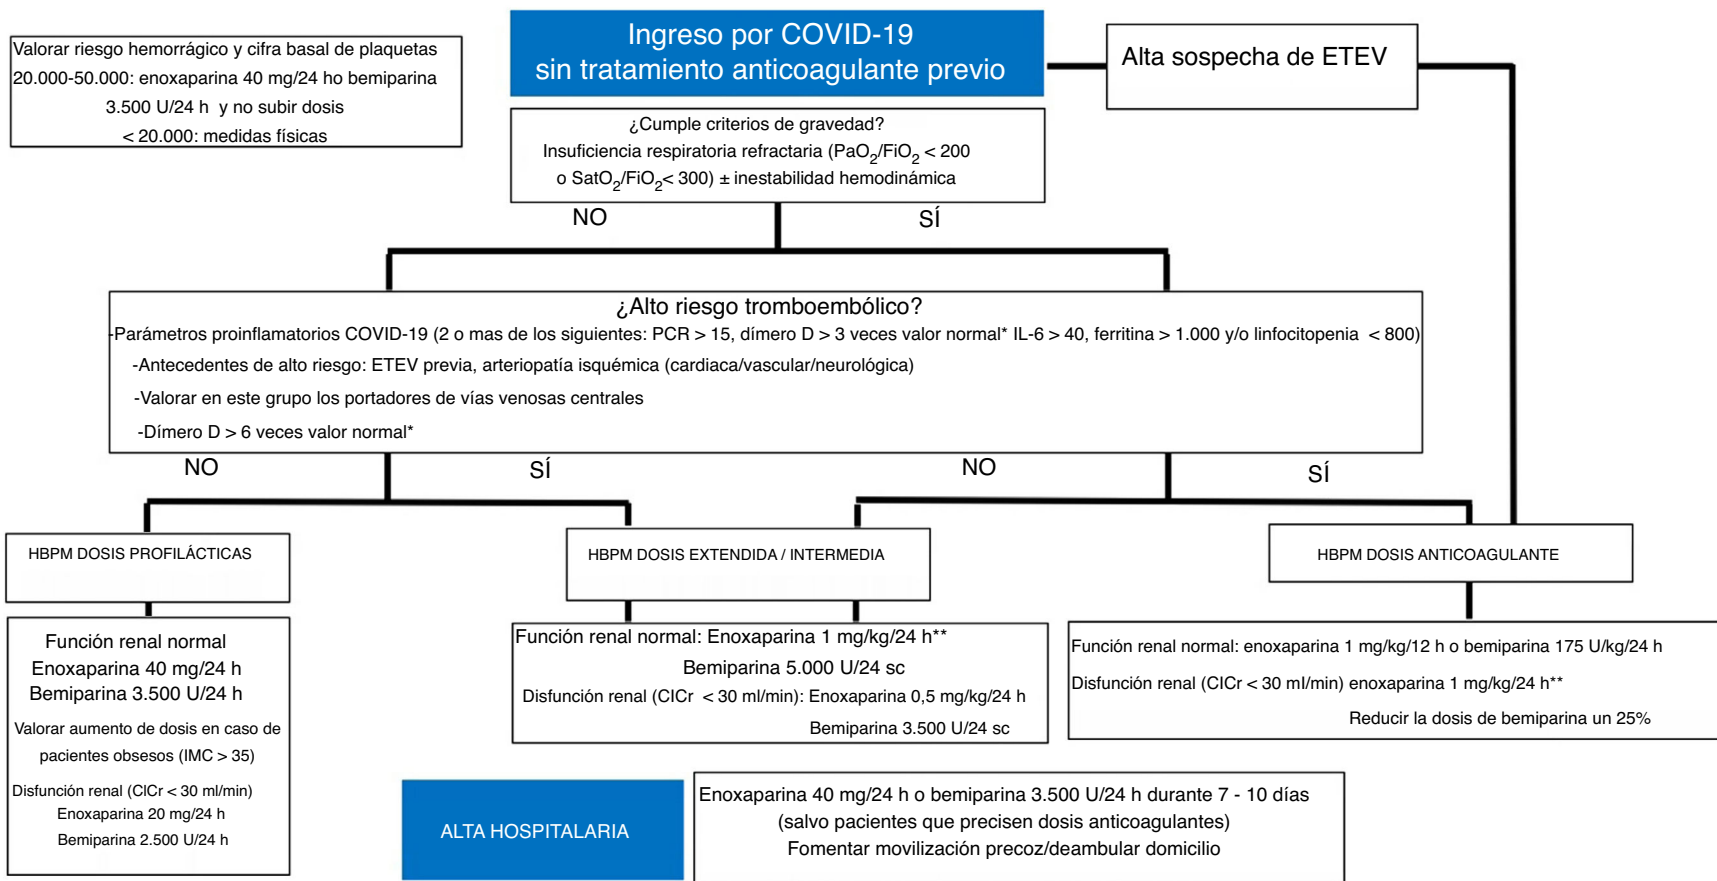 Valorar riesgo hemorrágico y cifra basal de plaquetas
20.000-50.000: enoxaparina 40 mg/24 ho bemiparina
3.500 U/24 h y no subir dosis
< 20.000: medidas físicas
Ingreso por COVID-19
sin tratamiento anticoagulante previo
Alta sospecha de ETEV
¿Cumple criterios de gravedad?
Insuficiencia respiratoria refractaria (PaO2/FiO2 < 200
o SatO2/FiO2< 300) ± inestabilidad hemodinámica
NO
SÍ
¿Alto riesgo tromboembólico?
-Parámetros proinflamatorios COVID-19 (2 o mas de los siguientes: PCR > 15, dímero D > 3 veces valor normal* IL-6 > 40, ferritina > 1.000 y/o linfocitopenia < 800)
-Antecedentes de alto riesgo: ETEV previa, arteriopatía isquémica (cardiaca/vascular/neurológica)
-Valorar en este grupo los portadores de vías venosas centrales
-Dímero D > 6 veces valor normal*
NO
SÍ
NO
SÍ
HBPM DOSIS PROFILÁCTICAS
HBPM DOSIS EXTENDIDA / INTERMEDIA
HBPM DOSIS ANTICOAGULANTE
Función renal normal
Enoxaparina 40 mg/24 h
Bemiparina 3.500 U/24 h
Valorar aumento de dosis en caso de
pacientes obsesos (IMC > 35)
Disfunción renal (ClCr < 30 ml/min)
Enoxaparina 20 mg/24 h
Bemiparina 2.500 U/24 h
Función renal normal: Enoxaparina 1 mg/kg/24 h**
Bemiparina 5.000 U/24 sc
Disfunción renal (ClCr < 30 ml/min): Enoxaparina 0,5 mg/kg/24 h
Bemiparina 3.500 U/24 sc
Función renal normal: enoxaparina 1 mg/kg/12 h o bemiparina 175 U/kg/24 h
Disfunción renal (ClCr < 30 ml/min) enoxaparina 1 mg/kg/24 h**
Reducir la dosis de bemiparina un 25%
ALTA HOSPITALARIA
Enoxaparina 40 mg/24 h o bemiparina 3.500 U/24 h durante 7 - 10 días
(salvo pacientes que precisen dosis anticoagulantes)
Fomentar movilización precoz/deambular domicilio